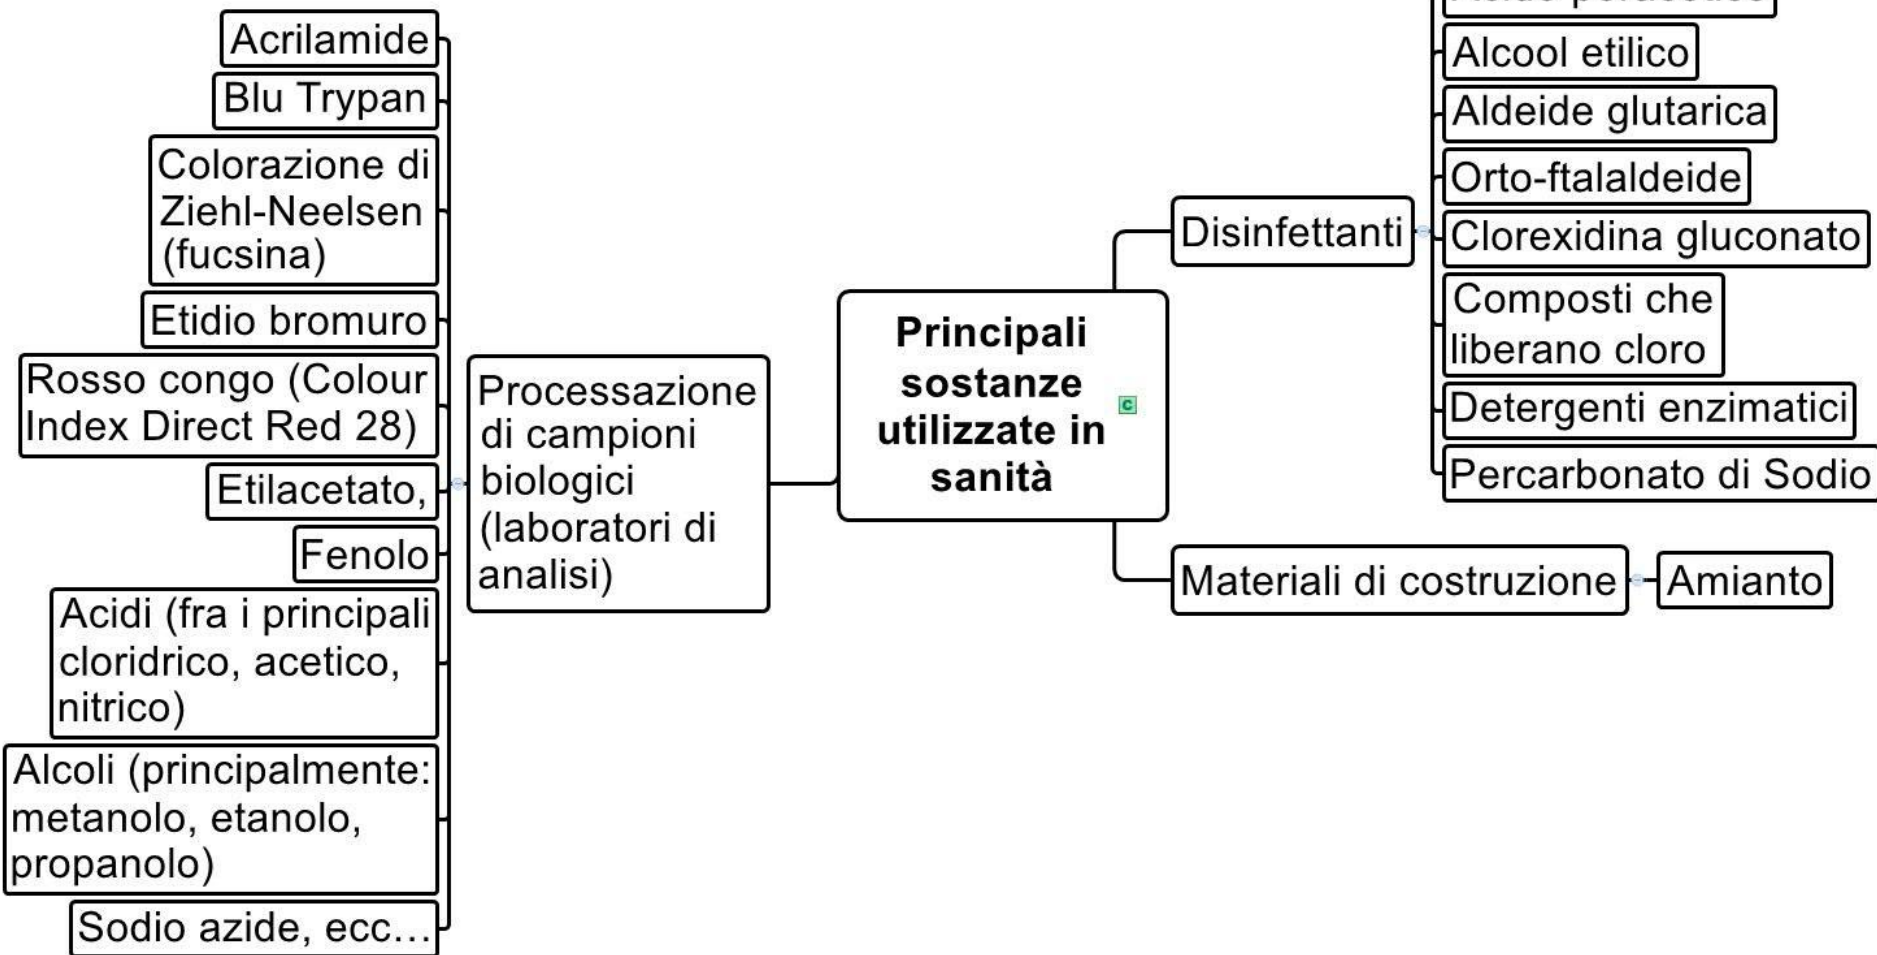 Acrilamide
Blu Trypan
Colorazione di
Ziehl-Neelsen
(fucsina)
Etidio bromuro
Rosso congo (Colour
Index Direct Red 28)
Etilacetato,
Fenolo
Acidi (fra i principali
cloridrico, acetico,
nitrico)
Alcoli (principalmente:
metanolo, etanolo,
propanolo)
Sodio azide, ecc...
Processazione
di campioni
biologici
(laboratori di
analisi)
Principali
sostanze
utilizzate in
sanità
c
Disinfettanti
Alcool etilico
Aldeide glutarica
Orto-ftalaldeide
Clorexidina gluconato
Composti che
liberano cloro
Detergenti enzimatici
Percarbonato di Sodio
Materiali di costruzione
Amianto